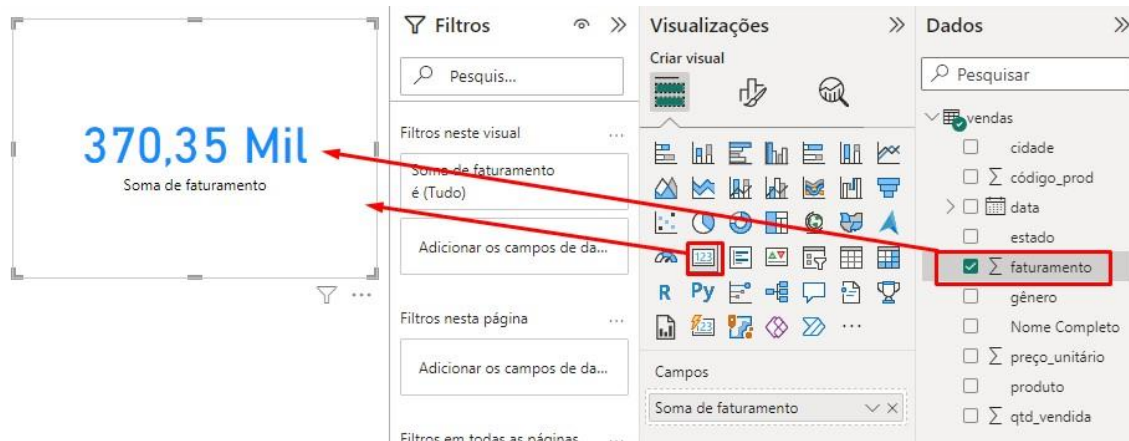 370,35 Mil
Soma de faturamento
Filtros
Pesquis...
Filtros neste visual
Soma de faturamento
é (Tudo)
Adicionar os campos de da...
Filtros nesta página
Adicionar os campos de da...
Filtros em todas as páginas
Visualizações
Criar visual
123
R
Py
123
Campos
Soma de faturamento
Dados
Pesquisar
vendas
cidade
∑ código_prod
data
estado
∑ faturamento
gênero
Nome Completo
∑ preço_unitário
produto
∑ qtd_vendida